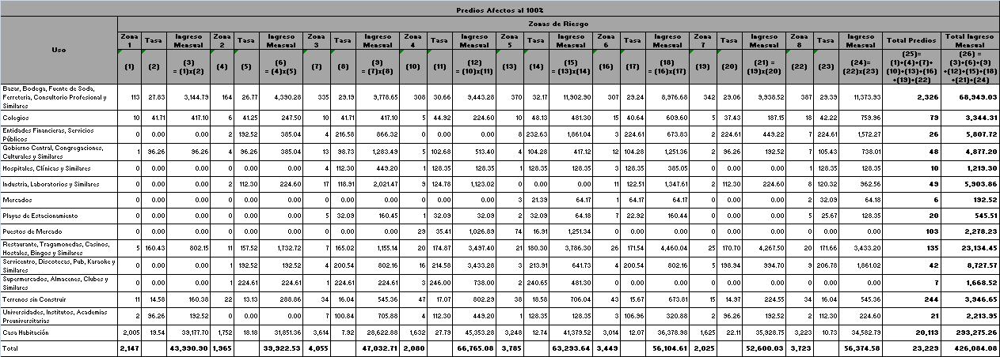 Predios Afectos al 100%
Uso
Zonas de Riesgo
Zona 1 Tasa Ingreso Mensual Zona 2 Tasa Ingreso Mensual Zona 3 Tasa Ingreso Mensual Zona 4 Tasa Ingreso Mensual Zona 5 Tasa Ingreso Mensual Zona 6 Tasa Ingreso Mensual Zona 7 Tasa Ingreso Mensual Zona 8 Tasa Ingreso Mensual Total Predios Total Ingreso Mensual
(1) (2) (3) = (1)x(2) (4) (5) (6) = (4)x(5) (7) (8) (9) = (7)x(8) (10) (11) (12) = (10)x(11) (13) (14) (15) = (13)x(14) (16) (17) (18) = (16)x(17) (19) (20) (21) = (19)x(20) (22) (23) (24)= (22)x(23) (25)= (1)+(4)+(7)+ (10)+(13)+(16) +(19)+(22) (26) = (3)+(6)+(9) +(12)+(15)+(18) +(21)+(24)
Bazar, Bodega, Fuente de Soda, Ferretería, Consultorio Profesional y Similares 113 27.83 3,144.79 164 26.77 4,390.28 335 29.19 9,778.65 308 30.66 9,443.28 370 32.17 11,902.90 307 29.24 8,976.68 342 29.06 9,938.52 387 29.39 11,373.93 2,326 68,949.03
Colegios 10 41.71 417.10 6 41.25 247.50 10 41.71 417.10 5 44.92 224.60 10 48.13 481.30 15 40.64 609.60 5 37.43 187.15 18 42.22 759.96 79 3,344.31
Entidades Financieras, Servicios Públicos 0 0.00 0.00 2 192.52 385.04 4 216.58 866.32 0 0.00 0.00 8 232.63 1,861.04 3 224.61 673.83 2 224.61 449.22 7 224.61 1,572.27 26 5,807.72
Gobierno Central, Congregaciones, Culturales y Similares 1 96.26 96.26 4 96.26 385.04 13 98.73 1,283.49 5 102.68 513.40 4 104.28 417.12 12 104.28 1,251.36 2 96.26 192.52 7 105.43 738.01 48 4,877.20
Hospitales, Clínicas y Similares 0 0.00 0.00 0 0.00 0.00 4 112.30 449.20 1 128.35 128.35 1 128.35 128.35 3 128.35 385.05 0 0.00 0.00 1 128.35 128.35 10 1,219.30
Industria, Laboratorios y Similares 0 0.00 0.00 2 112.30 224.60 17 118.91 2,021.47 9 124.78 1,123.02 0 0.00 0.00 11 122.51 1,347.61 2 112.30 224.60 8 120.32 962.56 49 5,903.86
Mercados 0 0.00 0.00 0 0.00 0.00 0 0.00 0.00 0 0.00 0.00 3 21.39 64.17 1 64.17 64.17 0 0.00 0.00 2 32.09 64.18 6 192.52
Playas de Estacionamiento 0 0.00 0.00 0 0.00 0.00 5 32.09 160.45 1 32.09 32.09 2 32.09 64.18 7 22.92 160.44 0 0.00 0.00 5 25.67 128.35 20 545.51
Puestos de Mercado 0 0.00 0.00 0 0.00 0.00 0 0.00 0.00 29 35.41 1,026.89 74 16.91 1,251.34 0 0.00 0.00 0 0.00 0.00 0 0.00 0.00 103 2,278.23
Restaurante, Tragamonedas, Casinos, Hostales, Bingos y Similares 5 160.43 802.15 11 157.52 1,732.72 7 165.02 1,155.14 20 174.87 3,497.40 21 180.30 3,786.30 26 171.54 4,460.04 25 170.70 4,267.50 20 171.66 3,433.20 135 23,134.45
Servicentro, Discotecas, Pub, Karaoke y Similares 0 0.00 0.00 1 192.52 192.52 4 200.54 802.16 16 214.58 3,433.28 3 213.91 641.73 4 200.54 802.16 5 198.94 994.70 9 206.78 1,861.02 42 8,727.57
Supermercados, Almacenes, Clubes y Similares 0 0.00 0.00 1 224.61 224.61 1 224.61 224.61 3 246.00 738.00 2 240.65 481.30 0 0.00 0.00 0 0.00 0.00 0 0.00 0.00 7 1,668.52
Terrenos sin Construir 11 14.58 160.38 22 13.13 288.86 34 16.04 545.36 47 17.07 802.29 38 18.58 706.04 43 15.67 673.81 15 14.97 224.55 34 16.04 545.36 244 3,946.65
Universidades, Institutos, Academias Preuniversitarias 2 96.26 192.52 0 0.00 0.00 7 100.84 705.88 4 112.30 449.20 1 128.35 128.35 3 106.96 320.88 2 96.26 192.52 2 112.30 224.60 21 2,213.95
Casa Habitación 2,005 19.54 39,177.70 1,752 18.18 31,851.36 3,614 7.92 28,622.88 1,632 27.79 45,353.28 3,248 12.74 41,379.52 3,014 12.07 36,378.98 1,625 22.11 35,928.75 3,223 10.73 34,582.79 20,113 293,275.26
Total 2,147 43,990.90 1,965 39,922.53 4,055 47,032.71 2,080 66,765.08 3,785 63,293.64 3,449 56,104.61 2,025 52,600.03 3,723 56,374.58 23,229 426,084.08